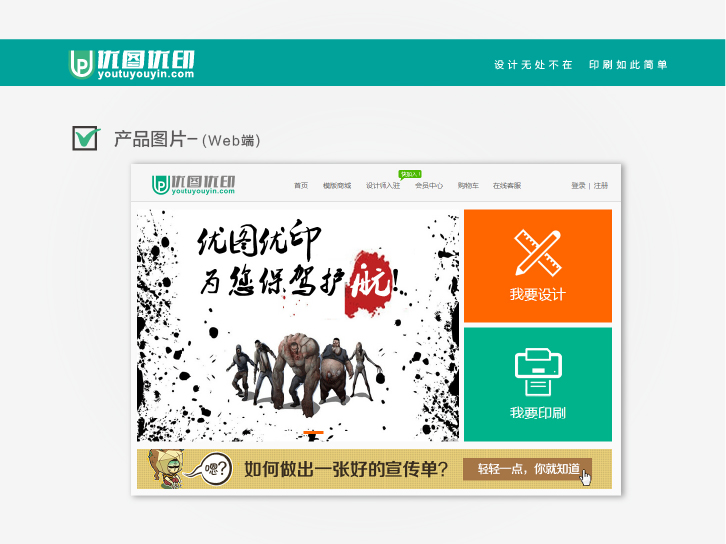 优图优印
youtuyouyin.com
设计无处不在 印刷如此简单
产品图片-(Web端)
优图优印
youtuyouyin.com
快加入！
首页 模版商城 设计师入驻 会员中心 购物车 在线客服 登录 | 注册
优图优印
为您保驾护航!
我要设计
我要印刷
嗯?
如何做出一张好的宣传单?
轻轻一点，你就知道